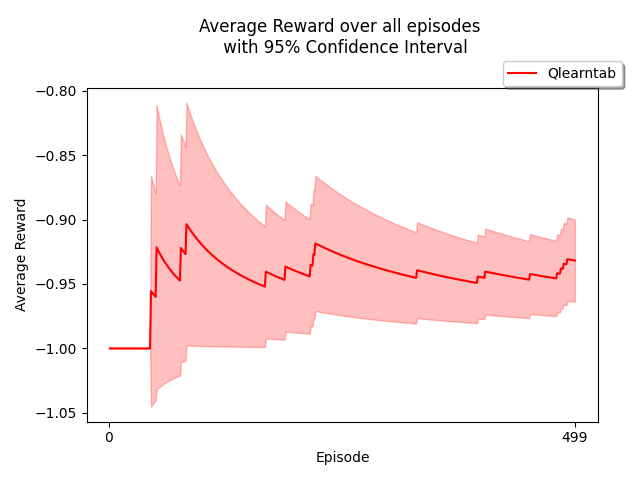 Average Reward over all episodes
with 95% Confidence Interval
Qlearntab
−0.80
−0.85
−0.90
−0.95
−1.00
−1.05
Average Reward
0
499
Episode